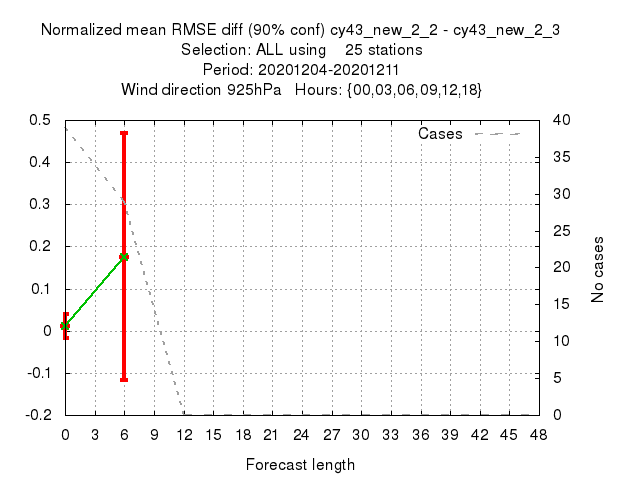 Normalized mean RMSE diff (90% conf) cy43_new_2_2 - cy43_new_2_3
Selection: ALL using    25 stations
Period: 20201204-20201211
Wind direction 925hPa   Hours: {00,03,06,09,12,18}
Cases
0.5
0.4
0.3
0.2
0.1
0
-0.1
-0.2
40
35
30
25
20
15
10
5
0
No cases
0 3 6 9 12 15 18 21 24 27 30 33 36 39 42 45 48
Forecast length